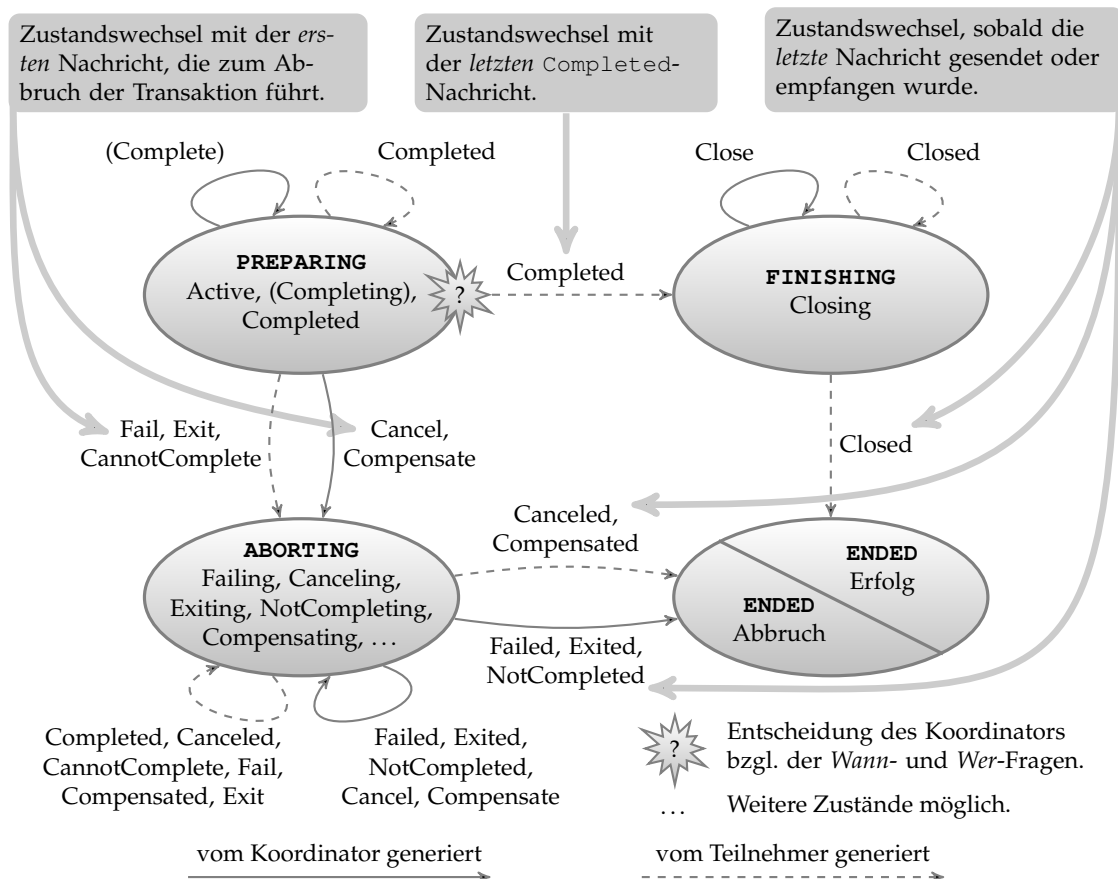 Zustandswechsel mit der ers-
ten Nachricht, die zum Ab-
bruch der Transaktion führt.
Zustandswechsel mit
der letzten Completed-
Nachricht.
Zustandswechsel, sobald die
letzte Nachricht gesendet oder
empfangen wurde.
(Complete)
Completed
Close
Closed
PREPARING
Active, (Completing),
Completed
?
Completed
FINISHING
Closing
Fail, Exit,
CannotComplete
Cancel,
Compensate
Closed
ABORTING
Failing, Canceling,
Exiting, NotCompleting,
Compensating, ...
Canceled,
Compensated
Failed, Exited,
NotCompleted
ENDED
Erfolg
ENDED
Abbruch
Completed, Canceled,
CannotComplete, Fail,
Compensated, Exit
Failed, Exited,
NotCompleted,
Cancel, Compensate
?
Entscheidung des Koordinators
bzgl. der Wann- und Wer-Fragen.
... Weitere Zustände möglich.
vom Koordinator generiert
vom Teilnehmer generiert